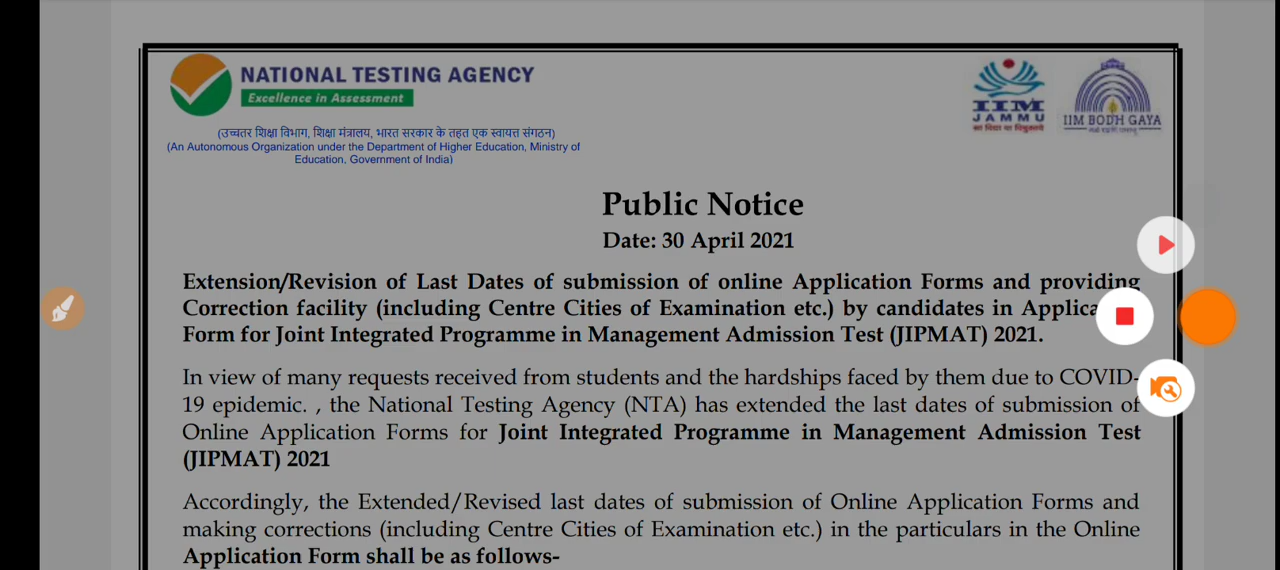 NATIONAL TESTING AGENCY
Excellence in Assessment
(उच्चतर शिक्षा विभाग, शिक्षा मंत्रालय, भारत सरकार के तहत एक स्वायत्त संगठन)
(An Autonomous Organization under the Department of Higher Education, Ministry of
Education, Government of India)
IIM
JAMMU
सा विद्या या विमुक्तये
IIM BODH GAYA
Public Notice
Date: 30 April 2021
Extension/Revision of Last Dates of submission of online Application Forms and providing
Correction facility (including Centre Cities of Examination etc.) by candidates in Applica
Form for Joint Integrated Programme in Management Admission Test (JIPMAT) 2021.
In view of many requests received from students and the hardships faced by them due to COVID-
19 epidemic. , the National Testing Agency (NTA) has extended the last dates of submission of
Online Application Forms for Joint Integrated Programme in Management Admission Test
(JIPMAT) 2021
Accordingly, the Extended/Revised last dates of submission of Online Application Forms and
making corrections (including Centre Cities of Examination etc.) in the particulars in the Online
Application Form shall be as follows-